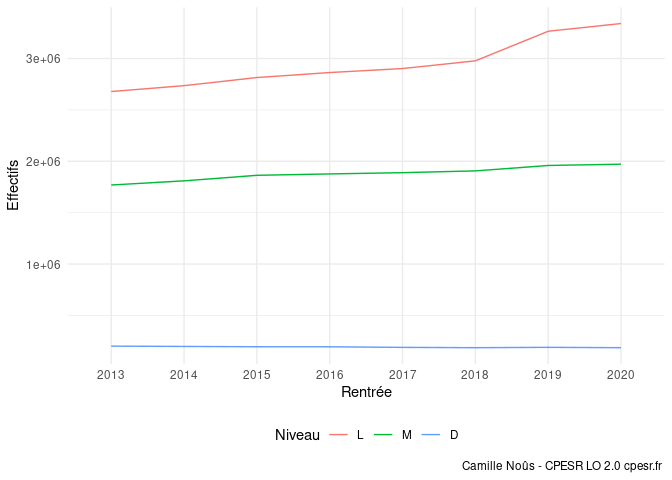 3e+06
2e+06
1e+06
Effectifs
2013 2014 2015 2016 2017 2018 2019 2020
Rentrée
Niveau L M D
Camille Noûs - CPESR LO 2.0 cpesr.fr